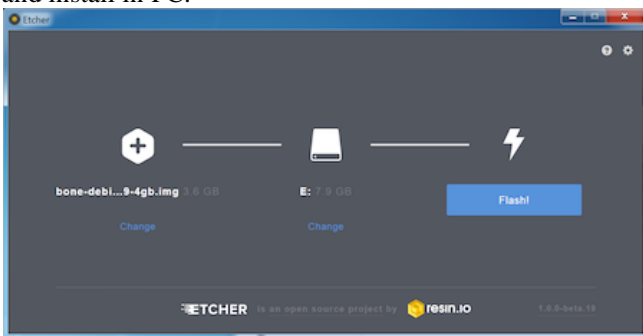 and install in PC.
Etcher
bone-debi...9-4gb.img 3.6 GB
E: 7.9 GB
Flash!
Change
Change
ETCHER is an open source project by resin.io 1.0.0-beta.19